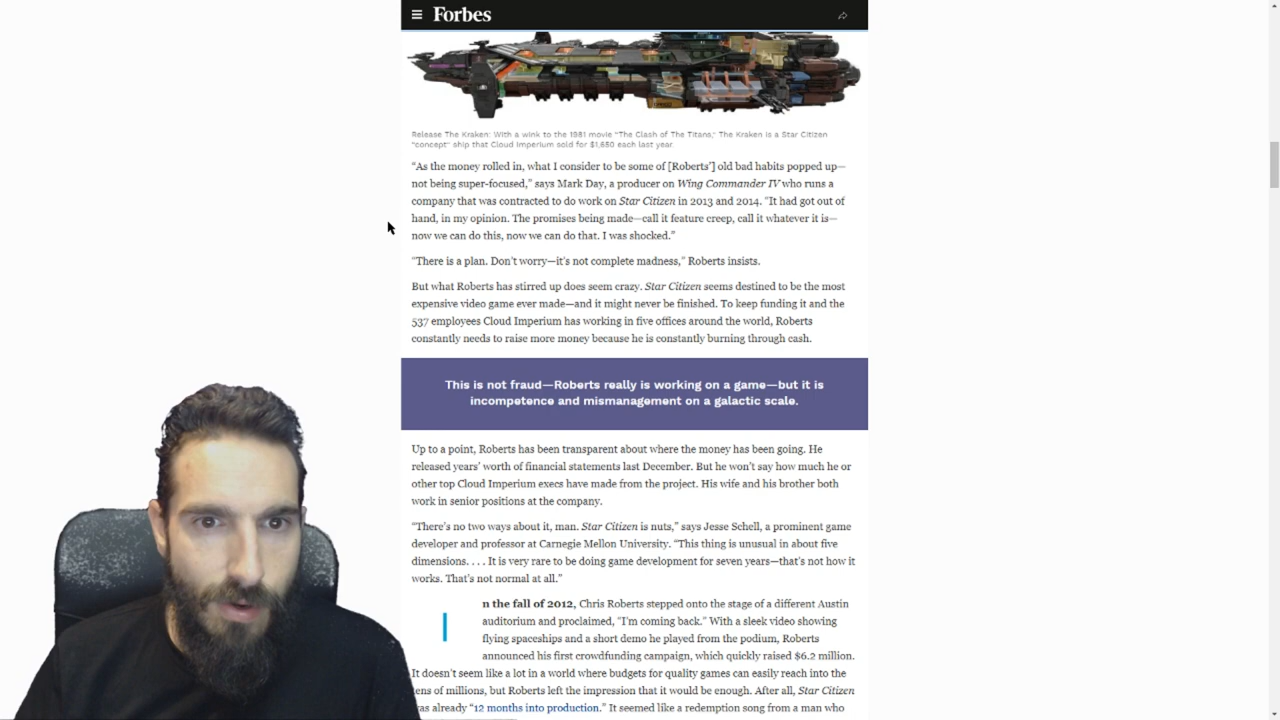 Forbes
Release The Kraken: With a wink to the 1981 movie "The Clash of The Titans," The Kraken is a Star Citizen
"concept" ship that Cloud Imperium sold for $1,650 each last year.
“As the money rolled in, what I consider to be some of [Roberts’] old bad habits popped up—
not being super-focused,” says Mark Day, a producer on Wing Commander IV who runs a
company that was contracted to do work on Star Citizen in 2013 and 2014. “It had got out of
hand, in my opinion. The promises being made—call it feature creep, call it whatever it is—
now we can do this, now we can do that. I was shocked.”
“There is a plan. Don’t worry—it’s not complete madness,” Roberts insists.
But what Roberts has stirred up does seem crazy. Star Citizen seems destined to be the most
expensive video game ever made—and it might never be finished. To keep funding it and the
537 employees Cloud Imperium has working in five offices around the world, Roberts
constantly needs to raise more money because he is constantly burning through cash.
This is not fraud—Roberts really is working on a game—but it is
incompetence and mismanagement on a galactic scale.
Up to a point, Roberts has been transparent about where the money has been going. He
released years’ worth of financial statements last December. But he won’t say how much he or
other top Cloud Imperium execs have made from the project. His wife and his brother both
work in senior positions at the company.
“There’s no two ways about it, man. Star Citizen is nuts,” says Jesse Schell, a prominent game
developer and professor at Carnegie Mellon University. “This thing is unusual in about five
dimensions. . . . It is very rare to be doing game development for seven years—that’s not how it
works. That’s not normal at all.”
I n the fall of 2012, Chris Roberts stepped onto the stage of a different Austin
auditorium and proclaimed, “I’m coming back.” With a sleek video showing
flying spaceships and a short demo he played from the podium, Roberts
announced his first crowdfunding campaign, which quickly raised $6.2 million.
It doesn’t seem like a lot in a world where budgets for quality games can easily reach into the
tens of millions, but Roberts left the impression that it would be enough. After all, Star Citizen
was already “12 months into production.” It seemed like a redemption song from a man who